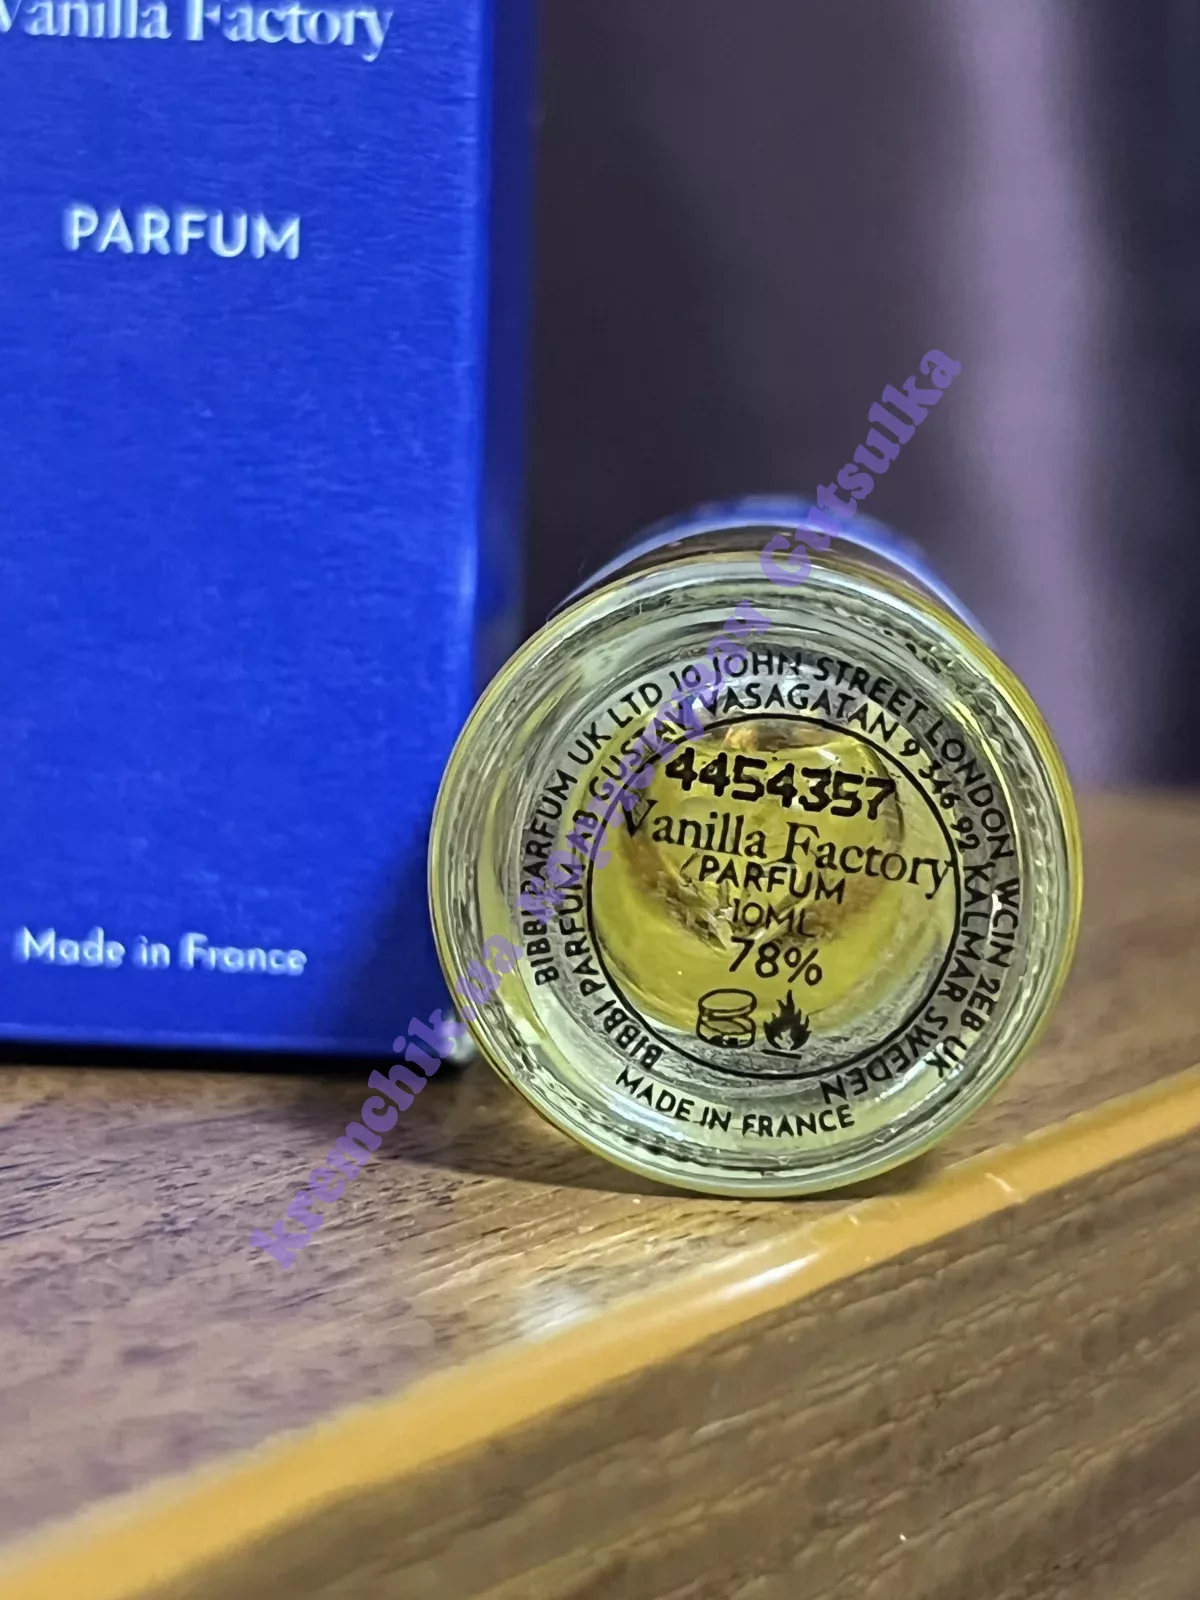 Vanilla Factory
PARFUM
Made in France
BIBBI PARFUM UK LTD 10 JOHN STREET LONDON, WC1N 2EB UK
BIBBI PARFUM AB GUSTAV VASAGATAN 9 346 92 KALMAR SWEDEN
4454357
Vanilla Factory
PARFUM
10ML
78%
MADE IN FRANCE
kremchik.ua Gutsulka